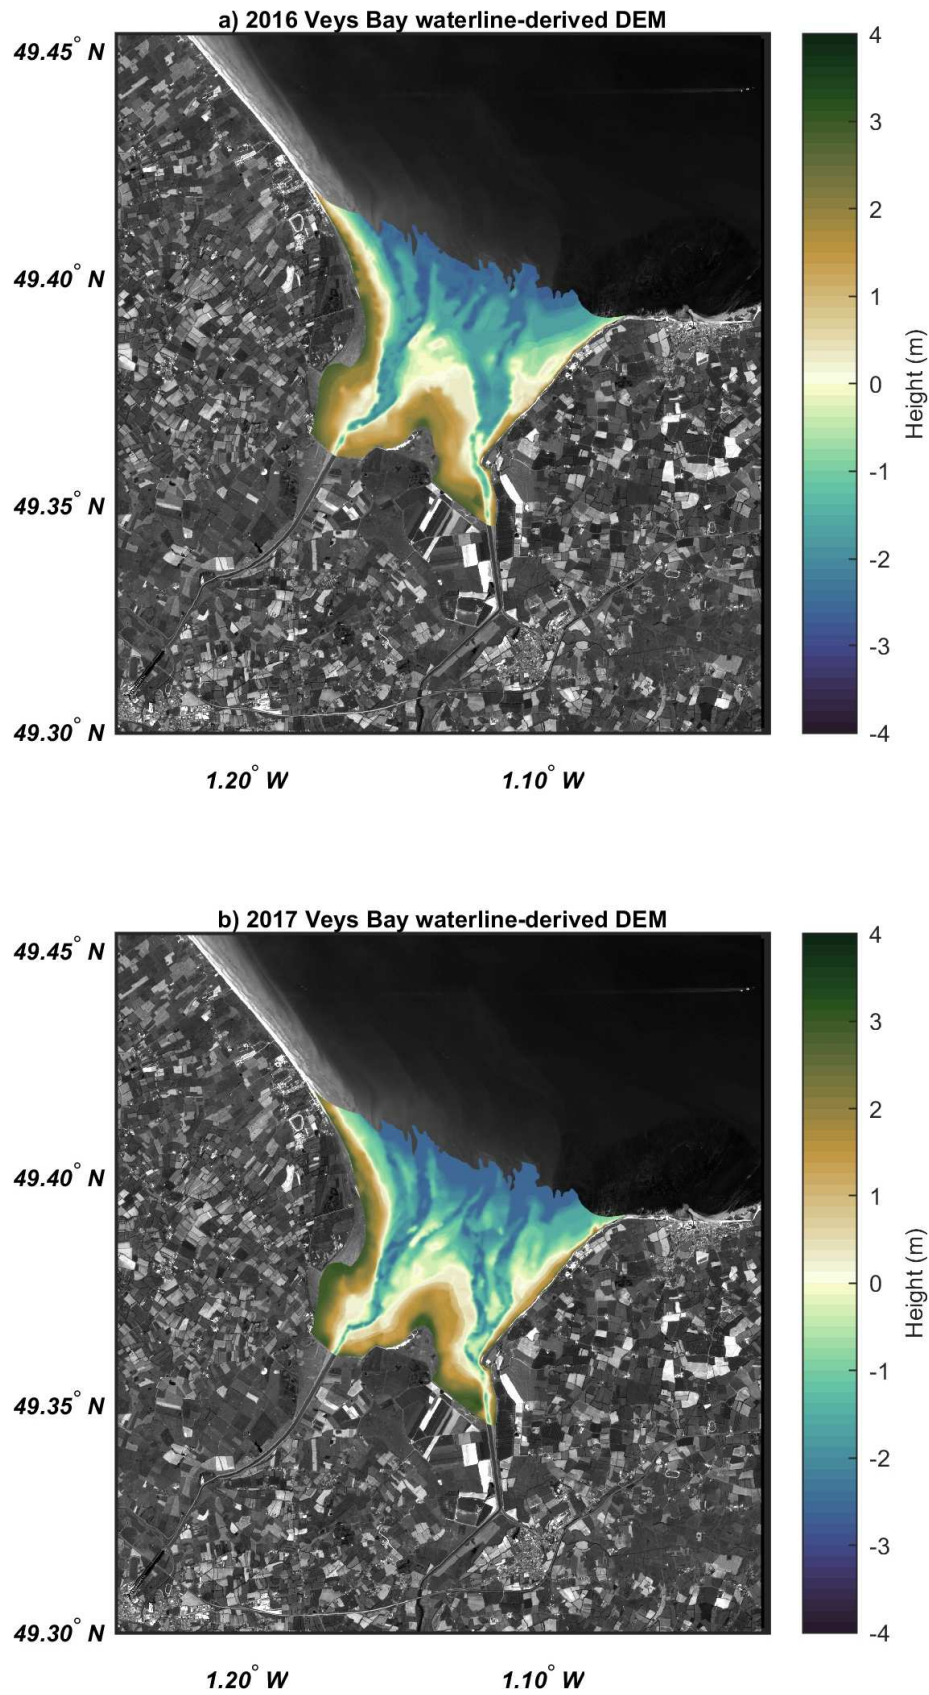 a) 2016 Veys Bay waterline-derived DEM
49.45° N
49.40° N
49.35° N
49.30° N
1.20° W
1.10° W
4
3
2
1
0
-1
-2
-3
-4
Height (m)
b) 2017 Veys Bay waterline-derived DEM
49.45° N
49.40° N
49.35° N
49.30° N
1.20° W
1.10° W
4
3
2
1
0
-1
-2
-3
-4
Height (m)